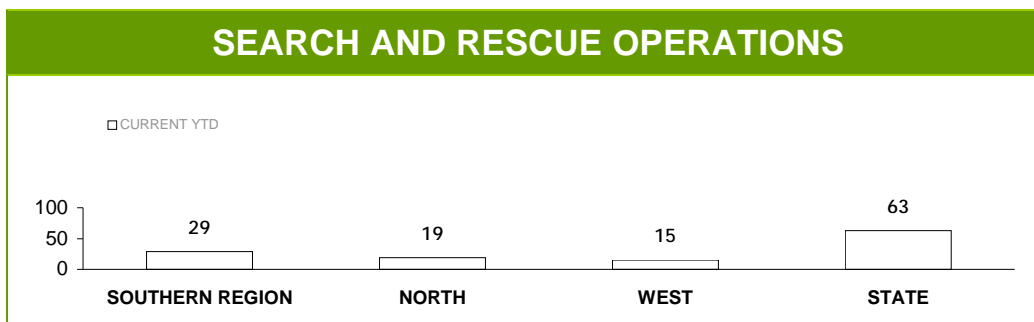 SEARCH AND RESCUE OPERATIONS
CURRENT YTD
100
50
0
29
19
15
63
SOUTHERN REGION
NORTH
WEST
STATE